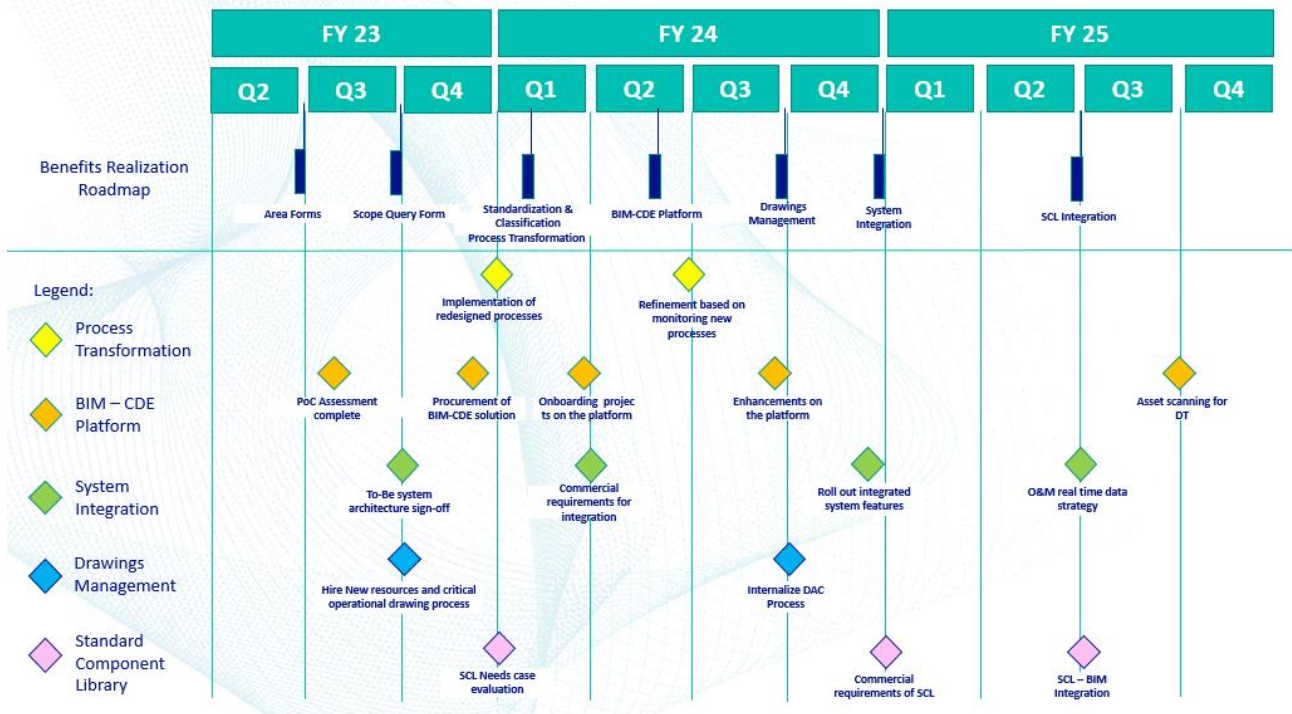 FY 23
FY 24
FY 25
Q2
Q3
Q4
Q1
Q2
Q3
Q4
Q1
Q2
Q3
Q4
Benefits Realization
Roadmap
Area Forms
Scope Query Form
Standardization &
Classification
Process Transformation
BIM-CDE Platform
Drawings
Management
System
Integration
SCL Integration
Legend:
Process
Transformation
Implementation of
redesigned processes
Refinement based on
monitoring new
processes
BIM – CDE
Platform
PoC Assessment
complete
Procurement of
BIM-CDE solution
Onboarding projec
ts on the platform
Enhancements on
the platform
Asset scanning for
DT
System
Integration
To-Be system
architecture sign-off
Commercial
requirements for
integration
Roll out integrated
system features
O&M real time data
strategy
Drawings
Management
Hire New resources and critical
operational drawing process
Internalize DAC
Process
Standard
Component
Library
SCL Needs case
evaluation
Commercial
requirements of SCL
SCL – BIM
Integration